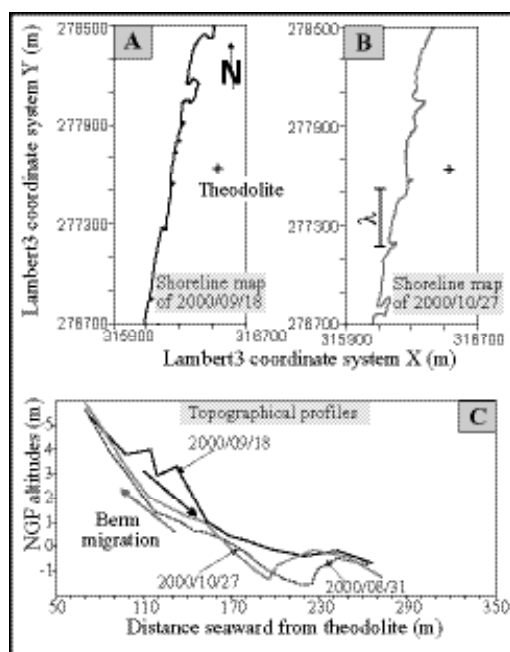 Lambert3 coordinate system Y (m)
278500
277900
277300
276700
A
N
Theodolite
Shoreline map
of 2000/09/18
315900
316700
278500
277900
277300
276700
B
λ
Shoreline map
of 2000/10/27
315900
316700
Lambert3 coordinate system X (m)
NGF altitudes (m)
5
4
3
2
1
0
-1
Topographical profiles
C
2000/09/18
Berm
migration
2000/10/27
2000/08/31
50
110
170
230
290
350
Distance seaward from theodolite (m)